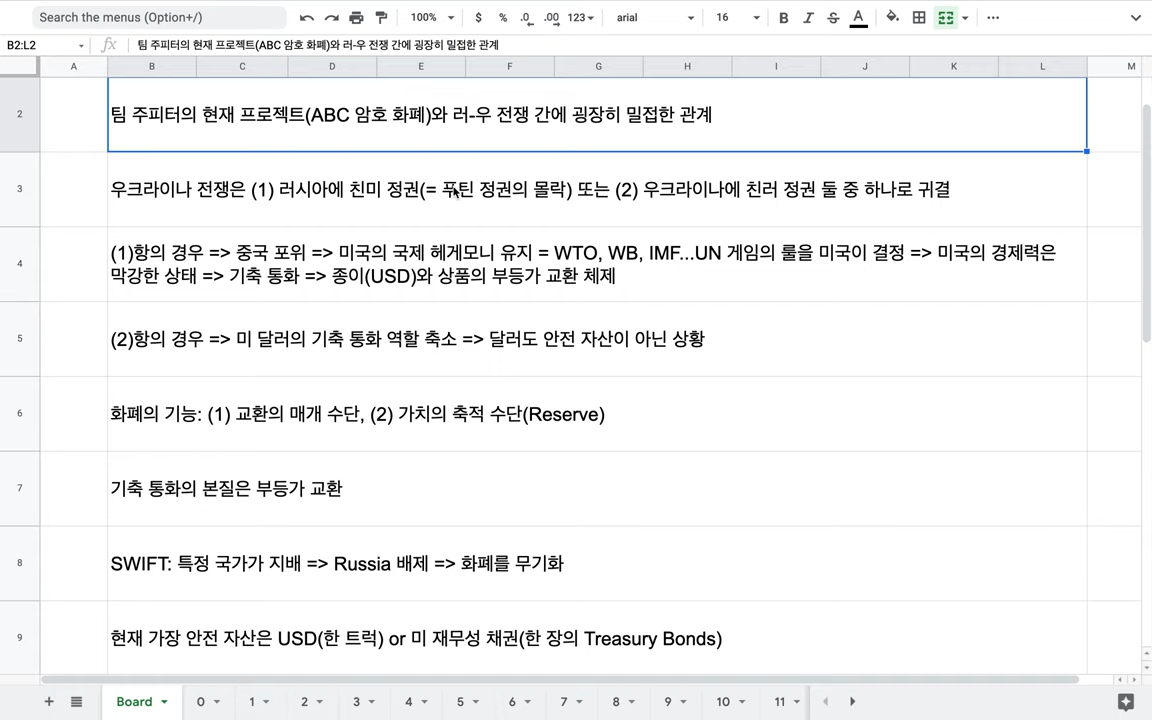 Search the menus (Option+/)
100%
$ % .0 .00 123
arial
16
B I S A
B2:L2
fx 팀 주피터의 현재 프로젝트(ABC 암호 화폐)와 러-우 전쟁 간에 굉장히 밀접한 관계
A B C D E F G H I J K L M
2 팀 주피터의 현재 프로젝트(ABC 암호 화폐)와 러-우 전쟁 간에 굉장히 밀접한 관계
3 우크라이나 전쟁은 (1) 러시아에 친미 정권(= 푸틴 정권의 몰락) 또는 (2) 우크라이나에 친러 정권 둘 중 하나로 귀결
4 (1)항의 경우 => 중국 포위 => 미국의 국제 헤게모니 유지 = WTO, WB, IMF...UN 게임의 룰을 미국이 결정 => 미국의 경제력은
막강한 상태 => 기축 통화 => 종이(USD)와 상품의 부등가 교환 체제
5 (2)항의 경우 => 미 달러의 기축 통화 역할 축소 => 달러도 안전 자산이 아닌 상황
6 화폐의 기능: (1) 교환의 매개 수단, (2) 가치의 축적 수단(Reserve)
7 기축 통화의 본질은 부등가 교환
8 SWIFT: 특정 국가가 지배 => Russia 배제 => 화폐를 무기화
9 현재 가장 안전 자산은 USD(한 트럭) or 미 재무성 채권(한 장의 Treasury Bonds)
Board 0 1 2 3 4 5 6 7 8 9 10 11